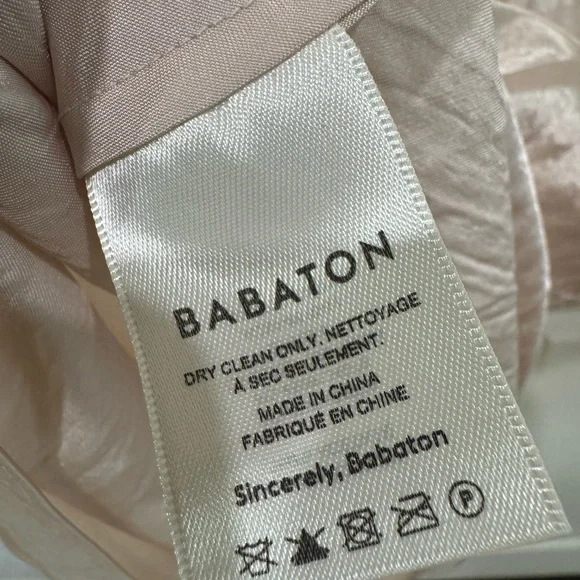 BABATON
DRY CLEAN ONLY. NETTOYAGE
À SEC SEULEMENT.
MADE IN CHINA
FABRIQUÉ EN CHINE
Sincerely, Babaton
P